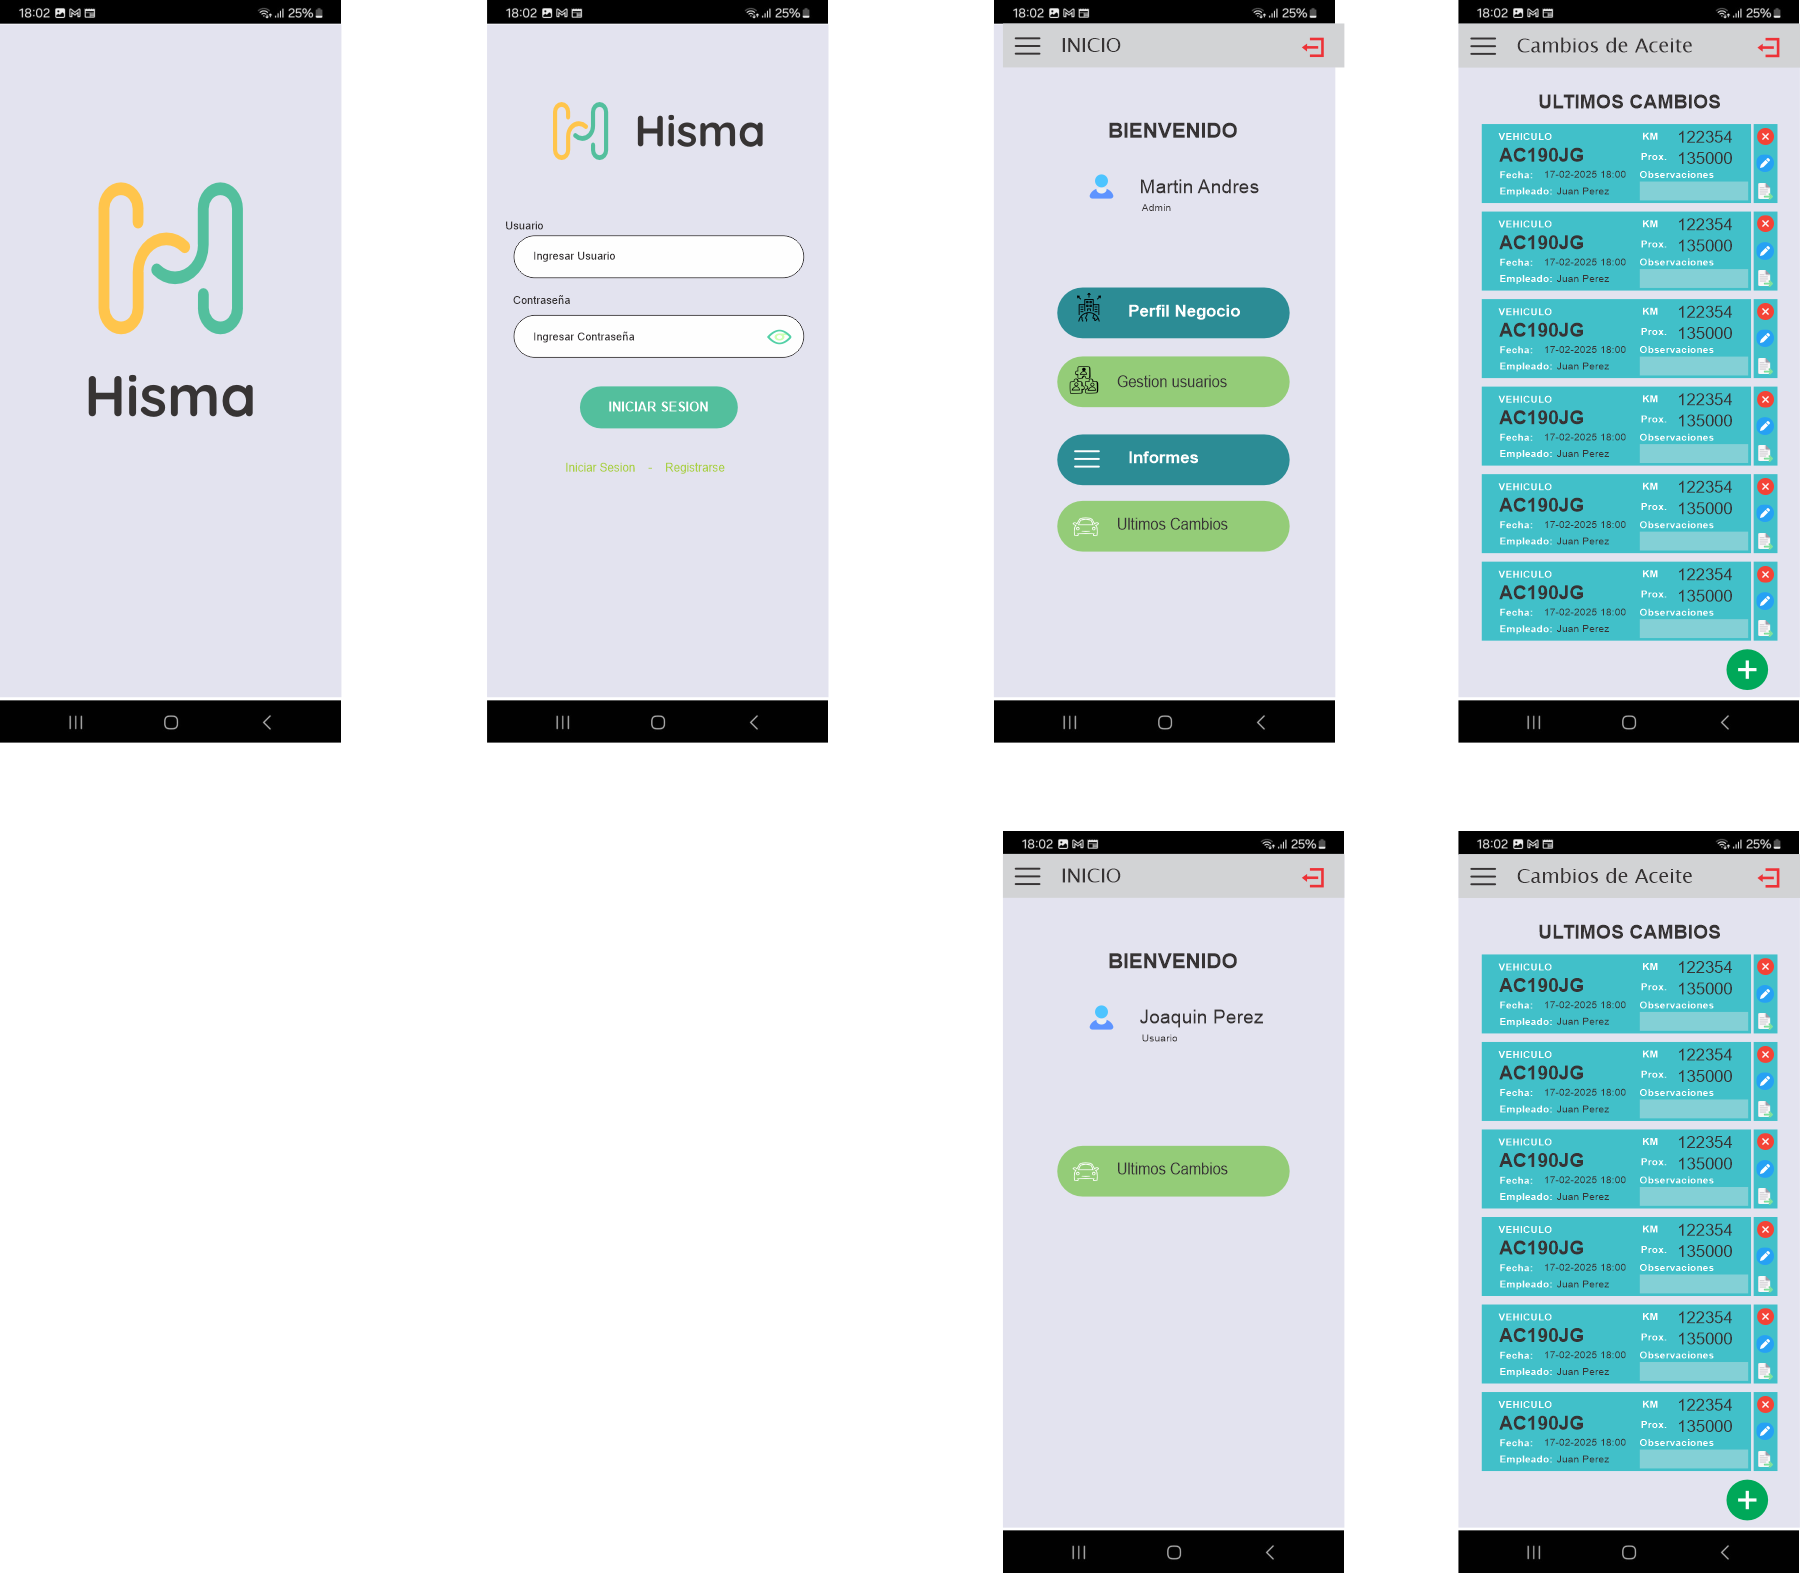 18:02
25%
Hisma
18:02
25%
Hisma
Usuario
Ingresar Usuario
Contraseña
Ingresar Contraseña
INICIAR SESION
Iniciar Sesion - Registrarse
18:02
25%
INICIO
BIENVENIDO
Martin Andres
Admin
Perfil Negocio
Gestion usuarios
Informes
Ultimos Cambios
18:02
25%
Cambios de Aceite
ULTIMOS CAMBIOS
VEHICULO KM 122354
AC190JG Prox. 135000
Fecha: 17-02-2025 18:00 Observaciones
Empleado: Juan Perez
VEHICULO KM 122354
AC190JG Prox. 135000
Fecha: 17-02-2025 18:00 Observaciones
Empleado: Juan Perez
VEHICULO KM 122354
AC190JG Prox. 135000
Fecha: 17-02-2025 18:00 Observaciones
Empleado: Juan Perez
VEHICULO KM 122354
AC190JG Prox. 135000
Fecha: 17-02-2025 18:00 Observaciones
Empleado: Juan Perez
VEHICULO KM 122354
AC190JG Prox. 135000
Fecha: 17-02-2025 18:00 Observaciones
Empleado: Juan Perez
VEHICULO KM 122354
AC190JG Prox. 135000
Fecha: 17-02-2025 18:00 Observaciones
Empleado: Juan Perez
18:02
25%
INICIO
BIENVENIDO
Joaquin Perez
Usuario
Ultimos Cambios
18:02
25%
Cambios de Aceite
ULTIMOS CAMBIOS
VEHICULO KM 122354
AC190JG Prox. 135000
Fecha: 17-02-2025 18:00 Observaciones
Empleado: Juan Perez
VEHICULO KM 122354
AC190JG Prox. 135000
Fecha: 17-02-2025 18:00 Observaciones
Empleado: Juan Perez
VEHICULO KM 122354
AC190JG Prox. 135000
Fecha: 17-02-2025 18:00 Observaciones
Empleado: Juan Perez
VEHICULO KM 122354
AC190JG Prox. 135000
Fecha: 17-02-2025 18:00 Observaciones
Empleado: Juan Perez
VEHICULO KM 122354
AC190JG Prox. 135000
Fecha: 17-02-2025 18:00 Observaciones
Empleado: Juan Perez
VEHICULO KM 122354
AC190JG Prox. 135000
Fecha: 17-02-2025 18:00 Observaciones
Empleado: Juan Perez